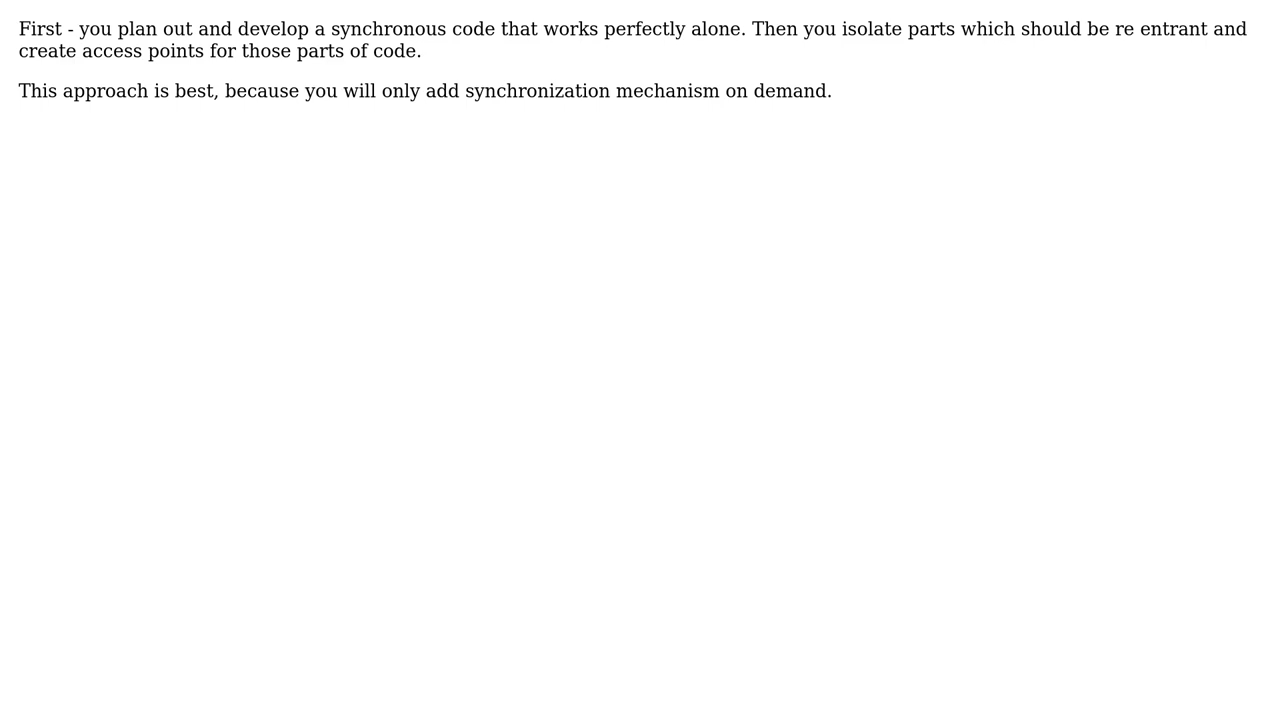 First - you plan out and develop a synchronous code that works perfectly alone. Then you isolate parts which should be re entrant and
create access points for those parts of code.
This approach is best, because you will only add synchronization mechanism on demand.